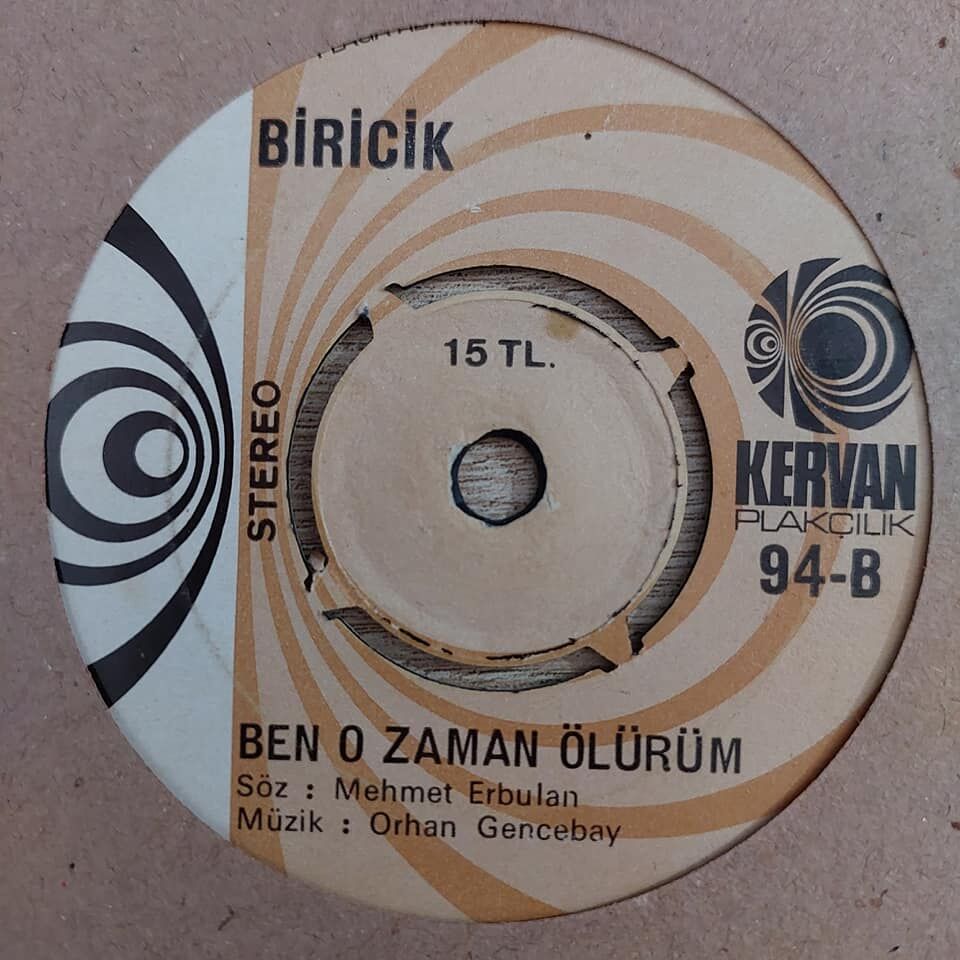 BİRİCİK
15 TL.
STEREO
KERVAN
PLAKÇILIK
94-B
BEN O ZAMAN ÖLÜRÜM
Söz : Mehmet Erbulan
Müzik : Orhan Gencebay